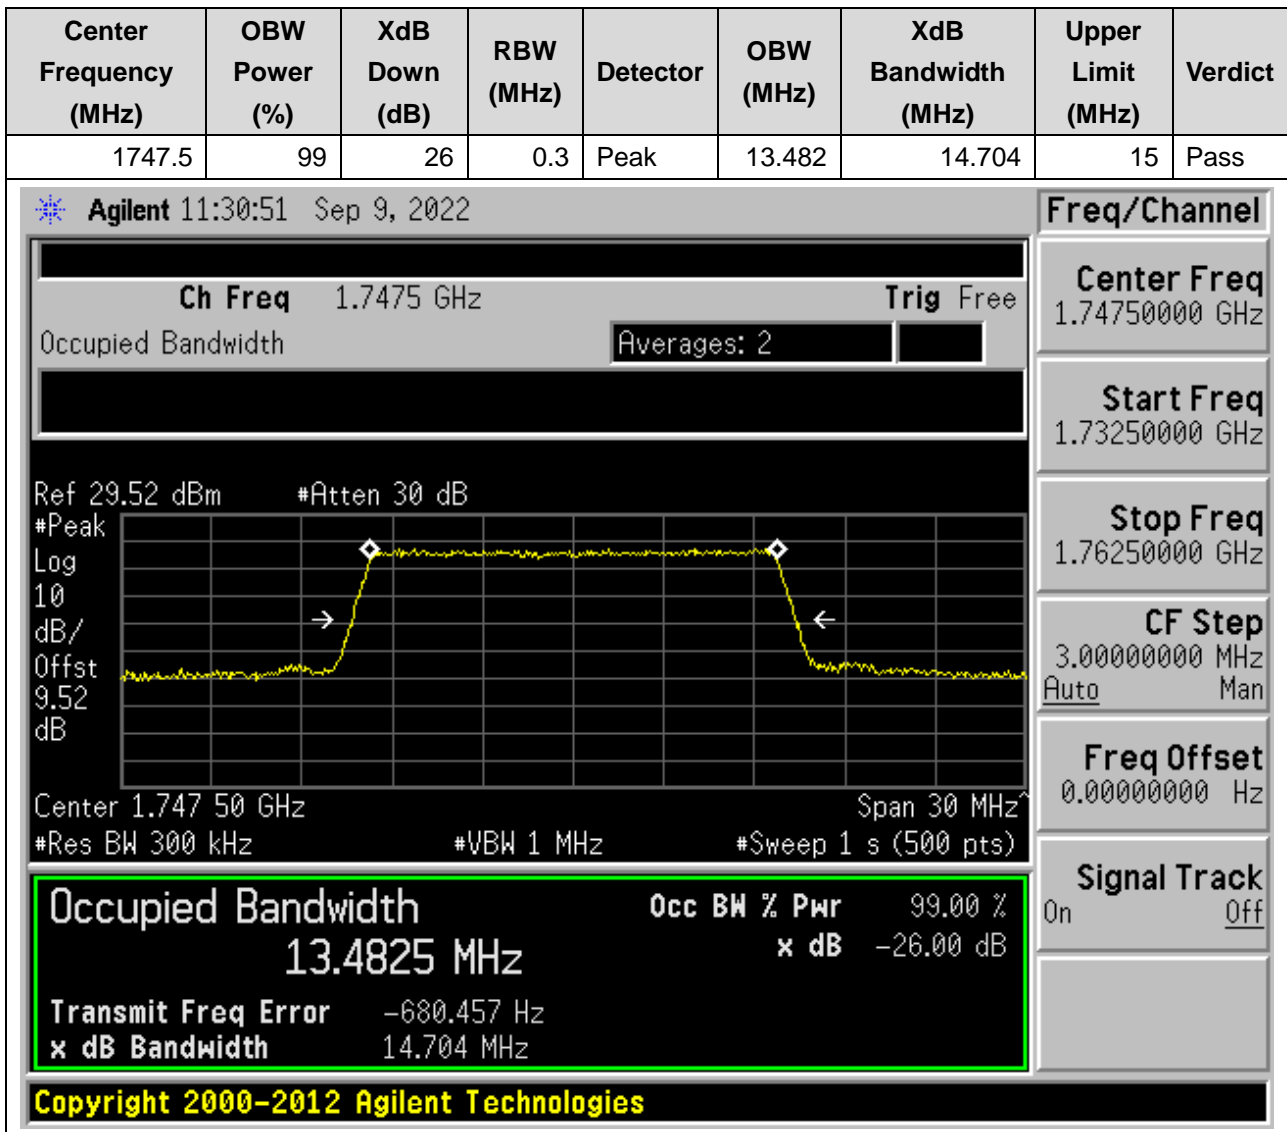 Center Frequency (MHz) OBW Power (%) XdB Down (dB) RBW (MHz) Detector OBW (MHz) XdB Bandwidth (MHz) Upper Limit (MHz) Verdict
1747.5 99 26 0.3 Peak 13.482 14.704 15 Pass
Agilent 11:30:51 Sep 9, 2022
Freq/Channel
Ch Freq 1.7475 GHz Trig Free
Occupied Bandwidth Averages: 2
Center Freq
1.74750000 GHz
Start Freq
1.73250000 GHz
Stop Freq
1.76250000 GHz
CF Step
3.00000000 MHz
Auto Man
Freq Offset
0.00000000 Hz
Signal Track
On Off
Ref 29.52 dBm #Atten 30 dB
#Peak
Log
10
dB/
Offst
9.52
dB
Center 1.747 50 GHz Span 30 MHz^
#Res BW 300 kHz #VBW 1 MHz #Sweep 1 s (500 pts)
Occupied Bandwidth Occ BW % Pwr 99.00 %
13.4825 MHz x dB -26.00 dB
Transmit Freq Error -680.457 Hz
x dB Bandwidth 14.704 MHz
Copyright 2000-2012 Agilent Technologies